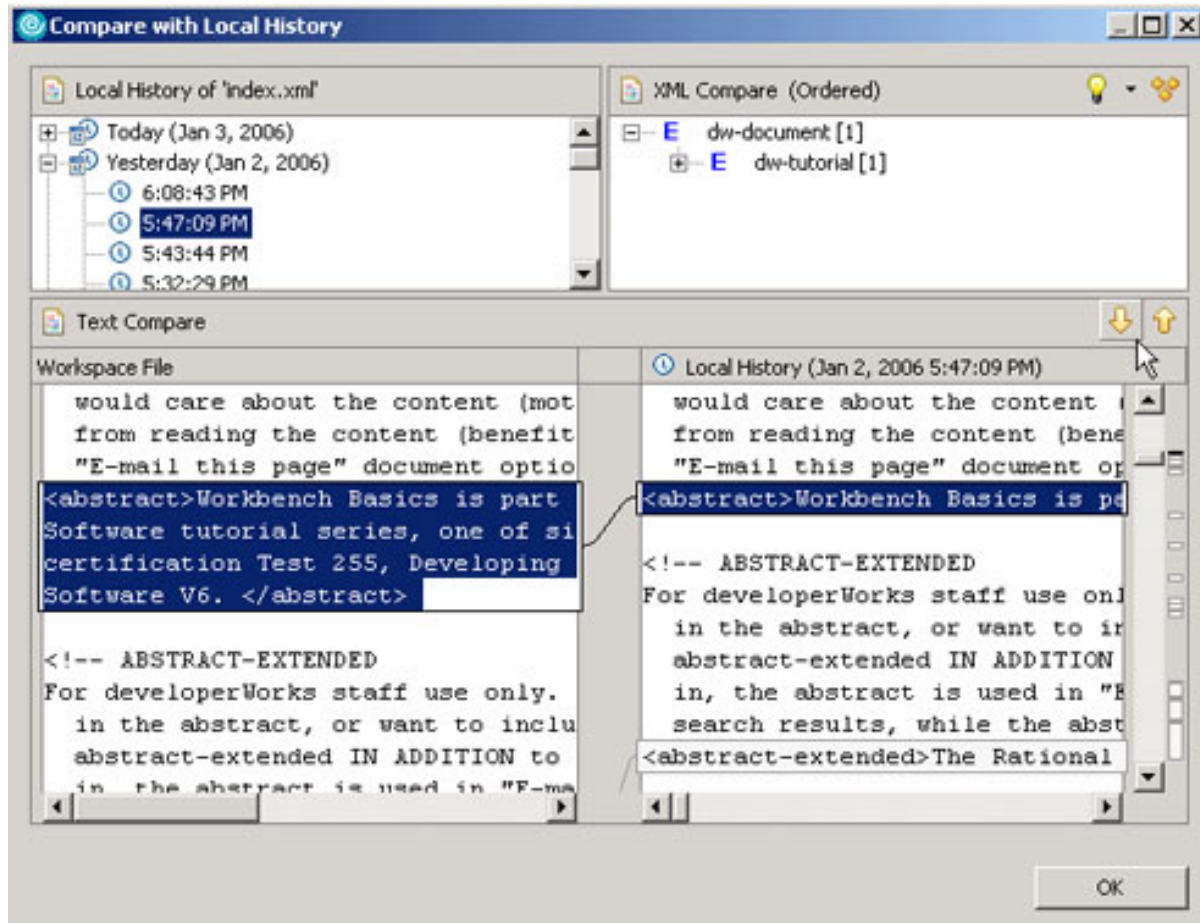 Compare with Local History
Local History of 'index.xml'
Today (Jan 3, 2006)
Yesterday (Jan 2, 2006)
6:08:43 PM
5:47:09 PM
5:43:44 PM
5:32:29 PM
XML Compare (Ordered)
E dw-document [1]
E dw-tutorial [1]
Text Compare
Workspace File
would care about the content (mot
from reading the content (benefit
"E-mail this page" document optio
<abstract>Workbench Basics is part
Software tutorial series, one of si
certification Test 255, Developing
Software V6. </abstract>
<!-- ABSTRACT-EXTENDED
For developerWorks staff use only.
in the abstract, or want to inclu
abstract-extended IN ADDITION to
in, the abstract is used in "E-ma
Local History (Jan 2, 2006 5:47:09 PM)
would care about the content
from reading the content (bene
"E-mail this page" document op
<abstract>Workbench Basics is pa
<!-- ABSTRACT-EXTENDED
For developerWorks staff use onl
in the abstract, or want to in
abstract-extended IN ADDITION
in, the abstract is used in "E
search results, while the abst
<abstract-extended>The Rational
OK